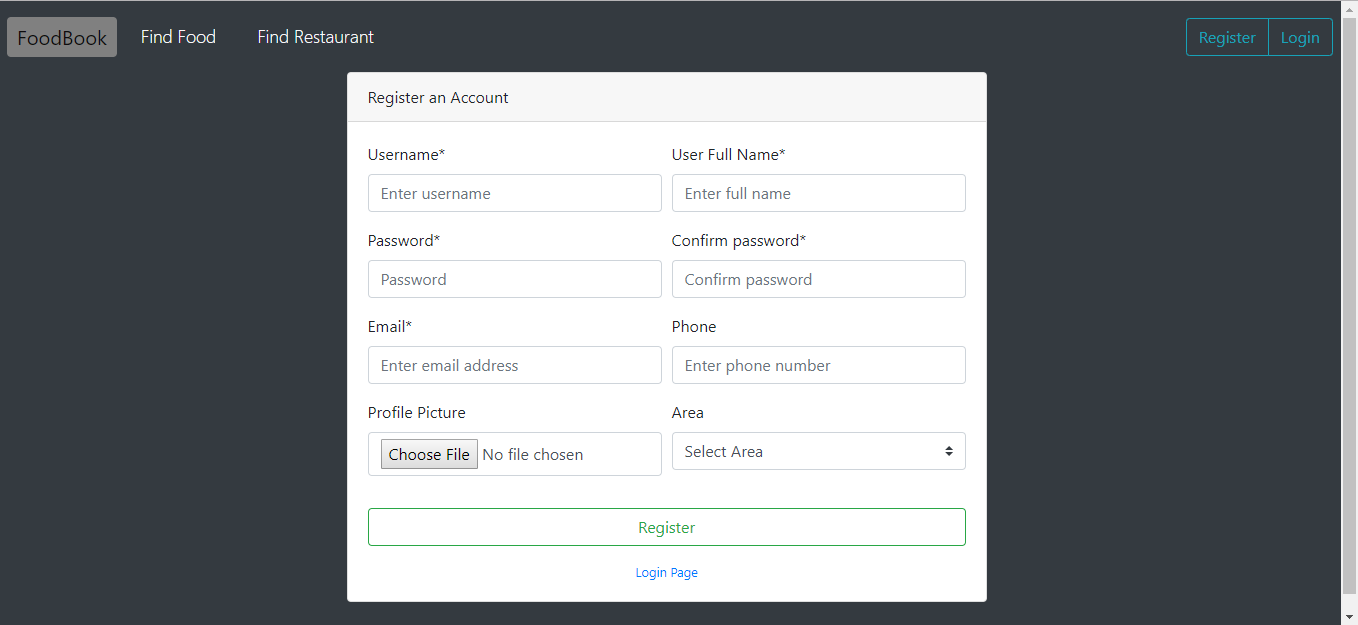 FoodBook Find Food Find Restaurant Register Login
Register an Account
Username* User Full Name*
Enter username Enter full name
Password* Confirm password*
Password Confirm password
Email* Phone
Enter email address Enter phone number
Profile Picture Area
Choose File No file chosen Select Area
Register
Login Page